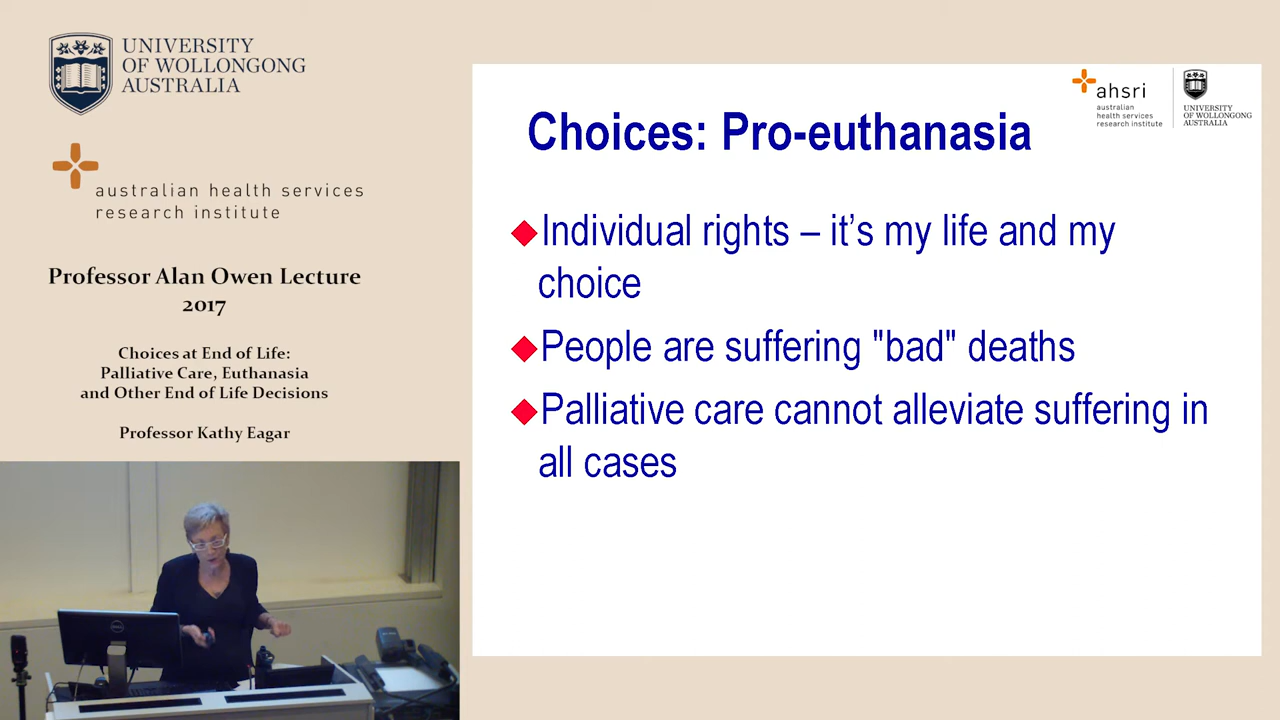 UNIVERSITY
OF WOLLONGONG
AUSTRALIA
australian health services
research institute
Professor Alan Owen Lecture
2017
Choices at End of Life:
Palliative Care, Euthanasia
and Other End of Life Decisions
Professor Kathy Eagar
ahsri
australian
health services
research institute
UNIVERSITY
OF WOLLONGONG
AUSTRALIA
Choices: Pro-euthanasia
Individual rights – it’s my life and my
choice
People are suffering "bad" deaths
Palliative care cannot alleviate suffering in
all cases
DELL